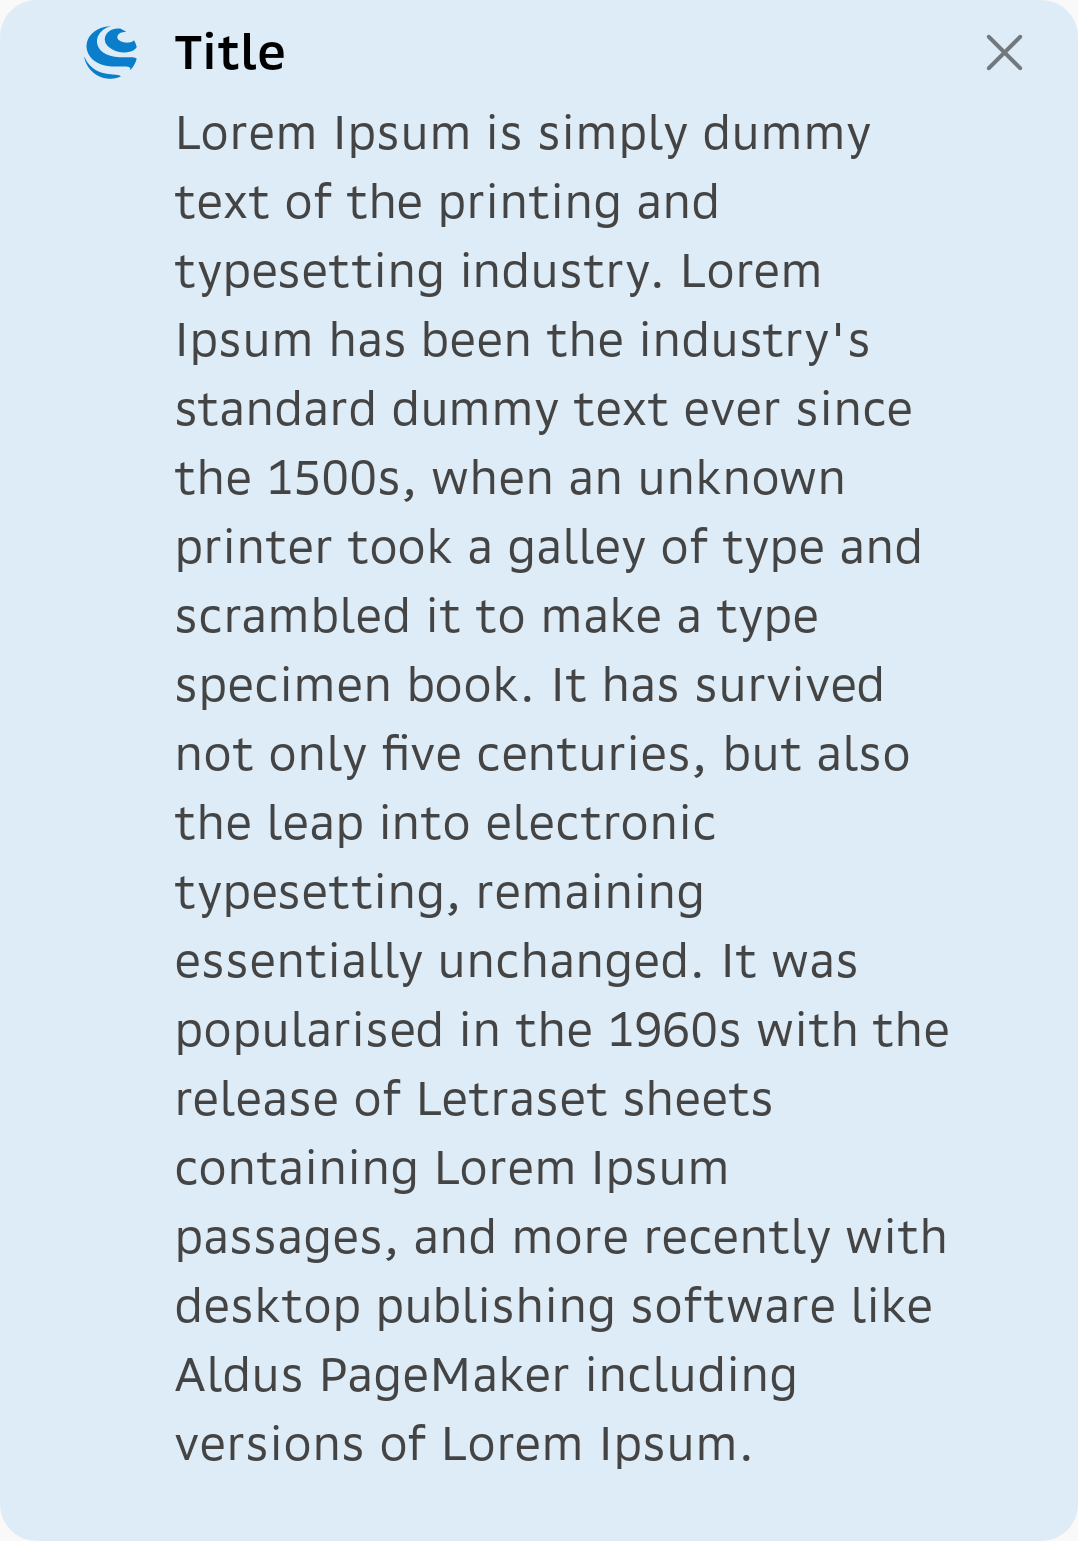 Title
Lorem Ipsum is simply dummy
text of the printing and
typesetting industry. Lorem
Ipsum has been the industry's
standard dummy text ever since
the 1500s, when an unknown
printer took a galley of type and
scrambled it to make a type
specimen book. It has survived
not only five centuries, but also
the leap into electronic
typesetting, remaining
essentially unchanged. It was
popularised in the 1960s with the
release of Letraset sheets
containing Lorem Ipsum
passages, and more recently with
desktop publishing software like
Aldus PageMaker including
versions of Lorem Ipsum.